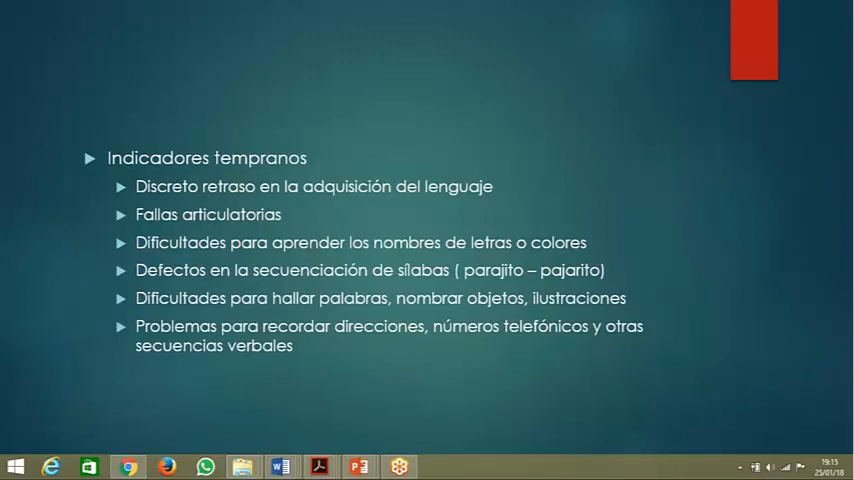 Indicadores tempranos
Discreto retraso en la adquisición del lenguaje
Fallas articulatorias
Dificultades para aprender los nombres de letras o colores
Defectos en la secuenciación de sílabas ( parajito – pajarito)
Dificultades para hallar palabras, nombrar objetos, ilustraciones
Problemas para recordar direcciones, números telefónicos y otras
secuencias verbales
19:15
25/01/18